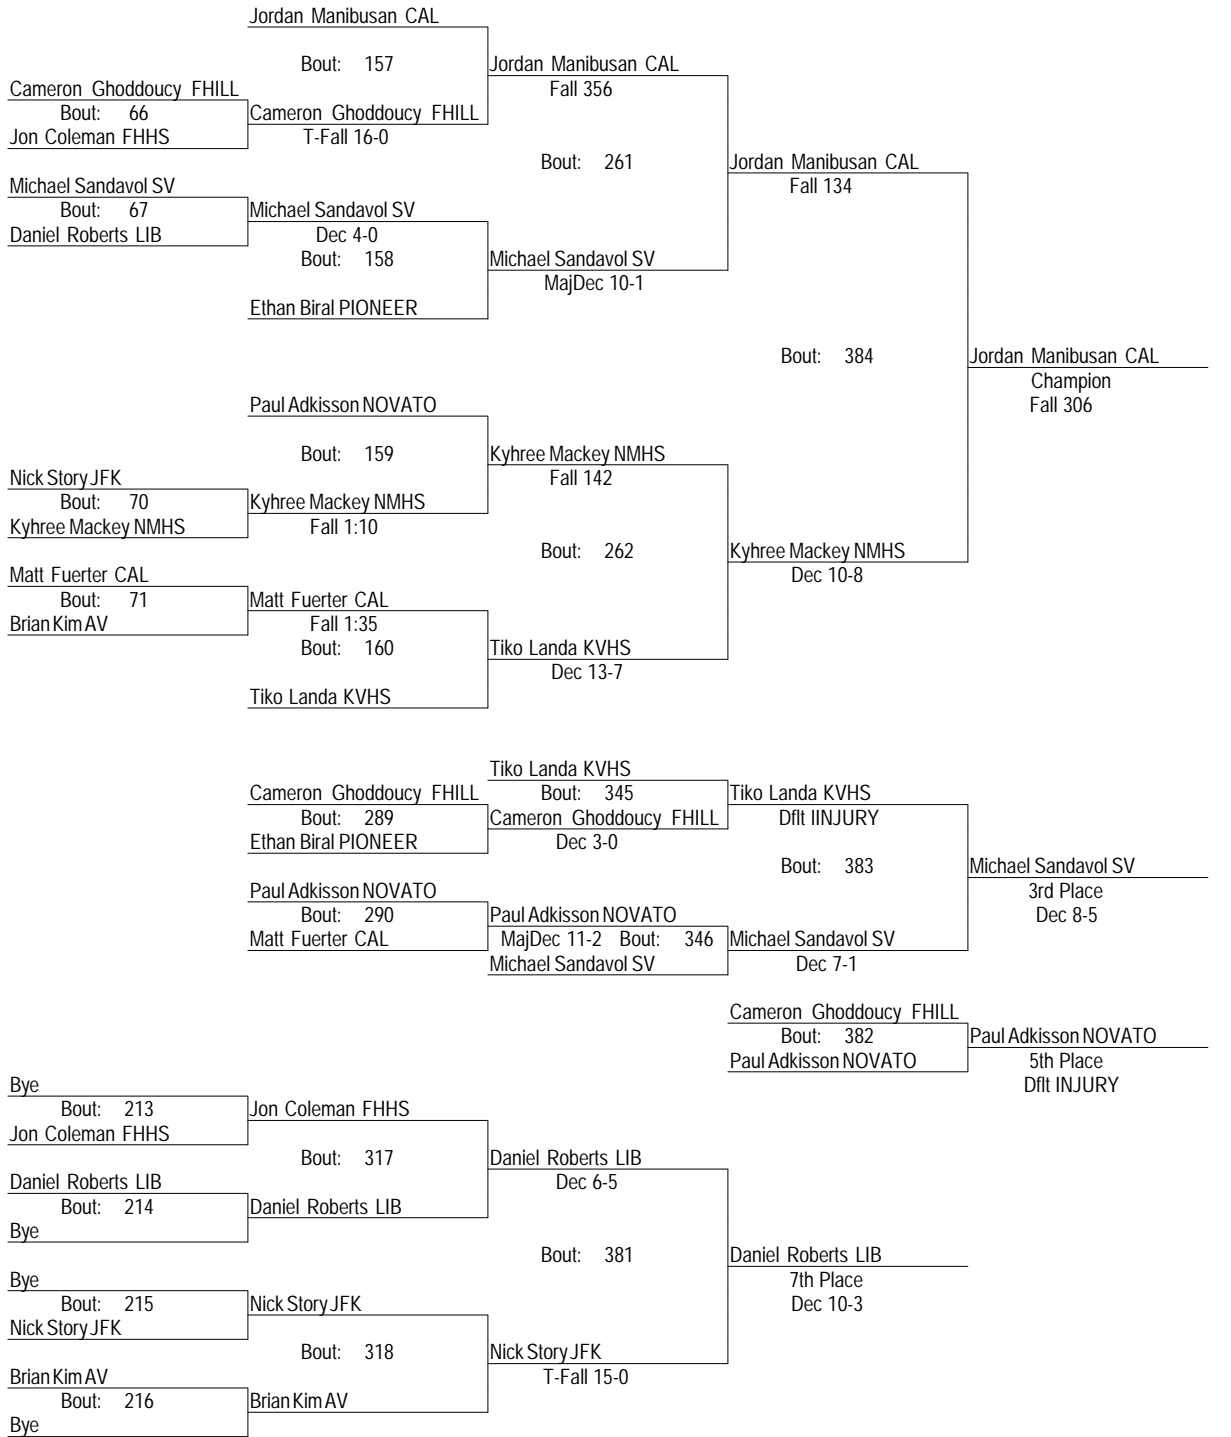 Jordan Manibusan CAL
Bout: 157
Jordan Manibusan CAL
Fall 356
Cameron Ghoddoucy FHILL
Bout: 66
Cameron Ghoddoucy FHILL
Jon Coleman FHHS
T-Fall 16-0
Bout: 261
Jordan Manibusan CAL
Fall 134
Michael Sandavol SV
Bout: 67
Michael Sandavol SV
Daniel Roberts LIB
Dec 4-0
Bout: 158
Michael Sandavol SV
MajDec 10-1
Ethan Biral PIONEER
Bout: 384
Jordan Manibusan CAL
Champion
Fall 306
Paul Adkisson NOVATO
Bout: 159
Kyhree Mackey NMHS
Fall 142
Nick Story JFK
Bout: 70
Kyhree Mackey NMHS
Kyhree Mackey NMHS
Fall 1:10
Bout: 262
Kyhree Mackey NMHS
Dec 10-8
Matt Fuerter CAL
Bout: 71
Matt Fuerter CAL
Brian Kim AV
Fall 1:35
Bout: 160
Tiko Landa KVHS
Dec 13-7
Tiko Landa KVHS
Tiko Landa KVHS
Cameron Ghoddoucy FHILL
Bout: 345
Tiko Landa KVHS
Bout: 289
Cameron Ghoddoucy FHILL
Dflt IINJURY
Ethan Biral PIONEER
Dec 3-0
Bout: 383
Michael Sandavol SV
3rd Place
Dec 8-5
Paul Adkisson NOVATO
Bout: 290
Paul Adkisson NOVATO
Matt Fuerter CAL
MajDec 11-2 Bout: 346
Michael Sandavol SV
Michael Sandavol SV
Dec 7-1
Cameron Ghoddoucy FHILL
Bout: 382
Paul Adkisson NOVATO
Paul Adkisson NOVATO
5th Place
Dflt INJURY
Bye
Bout: 213
Jon Coleman FHHS
Jon Coleman FHHS
Bout: 317
Daniel Roberts LIB
Dec 6-5
Daniel Roberts LIB
Bout: 214
Daniel Roberts LIB
Bye
Bout: 381
Daniel Roberts LIB
7th Place
Dec 10-3
Bye
Bout: 215
Nick Story JFK
Nick Story JFK
Bout: 318
Nick Story JFK
T-Fall 15-0
Brian Kim AV
Bout: 216
Brian Kim AV
Bye